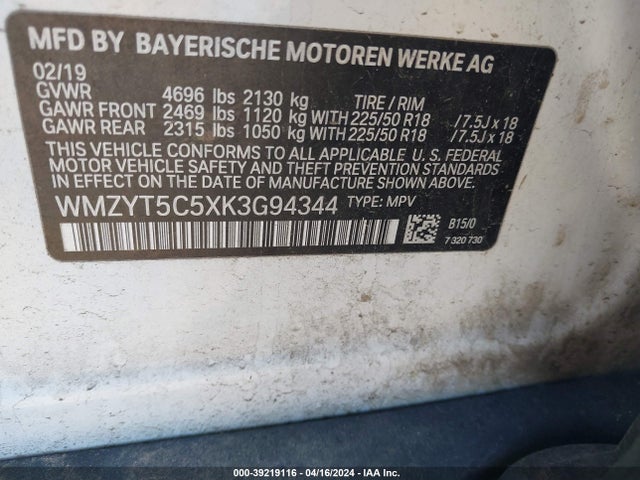 MFD BY BAYERISCHE MOTOREN WERKE AG
02/19
GVWR 4696 lbs 2130 kg TIRE / RIM
GAWR FRONT 2469 lbs 1120 kg WITH 225/50 R18 /7.5J x 18
GAWR REAR 2315 lbs 1050 kg WITH 225/50 R18 /7.5J x 18
THIS VEHICLE CONFORMS TO ALL APPLICABLE U. S. FEDERAL
MOTOR VEHICLE SAFETY AND THEFT PREVENTION STANDARDS IN
EFFECT ON THE DATE OF MANUFACTURE SHOWN ABOVE.
WMZYT5C5XK3G94344 TYPE: MPV
B15/0
7 320 730
000-39219116 - 04/16/2024 - IAA Inc.